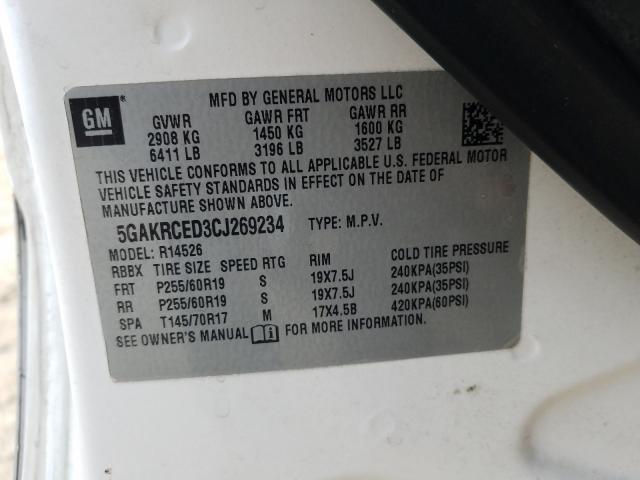 GM
MFD BY GENERAL MOTORS LLC
GVWR GAWR FRT GAWR RR
2908 KG 1450 KG 1600 KG
6411 LB 3196 LB 3527 LB
THIS VEHICLE CONFORMS TO ALL APPLICABLE U.S. FEDERAL MOTOR
VEHICLE SAFETY STANDARDS IN EFFECT ON THE DATE OF
MANUFACTURE SHOWN ABOVE.
5GAKRCED3CJ269234 TYPE: M.P.V.
MODEL: R14526
RBBX TIRE SIZE SPEED RTG RIM COLD TIRE PRESSURE
FRT P255/60R19 S 19X7.5J 240KPA(35PSI)
RR P255/60R19 S 19X7.5J 240KPA(35PSI)
SPA T145/70R17 M 17X4.5B 420KPA(60PSI)
SEE OWNER'S MANUAL FOR MORE INFORMATION.